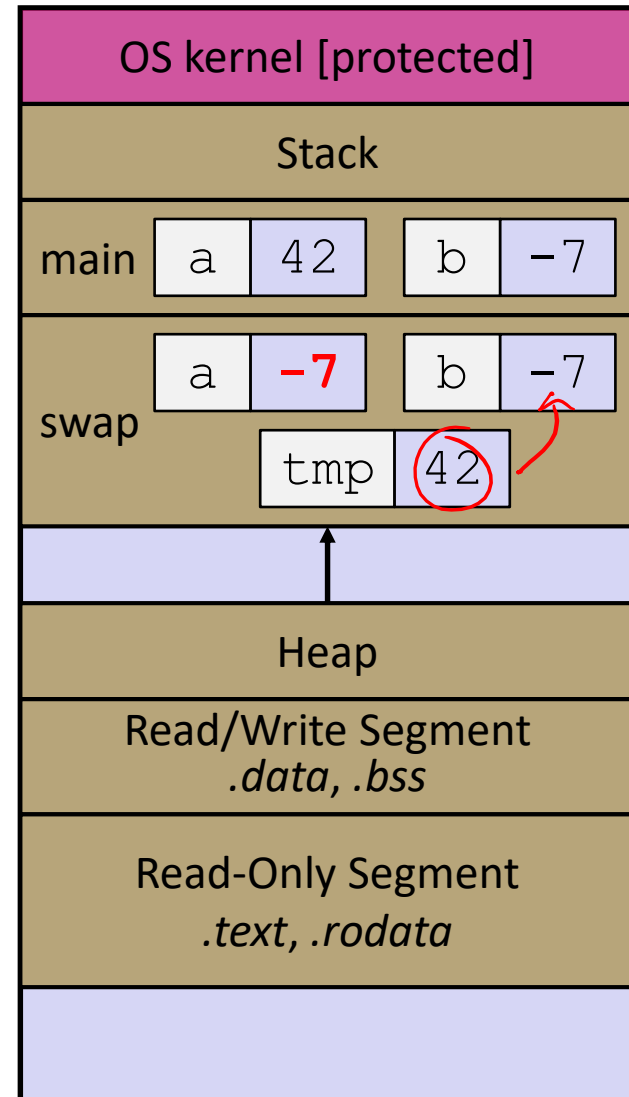 OS kernel [protected]
Stack
main a 42 b -7
a -7 b -7
swap
tmp 42
Heap
Read/Write Segment
.data, .bss
Read-Only Segment
.text, .rodata